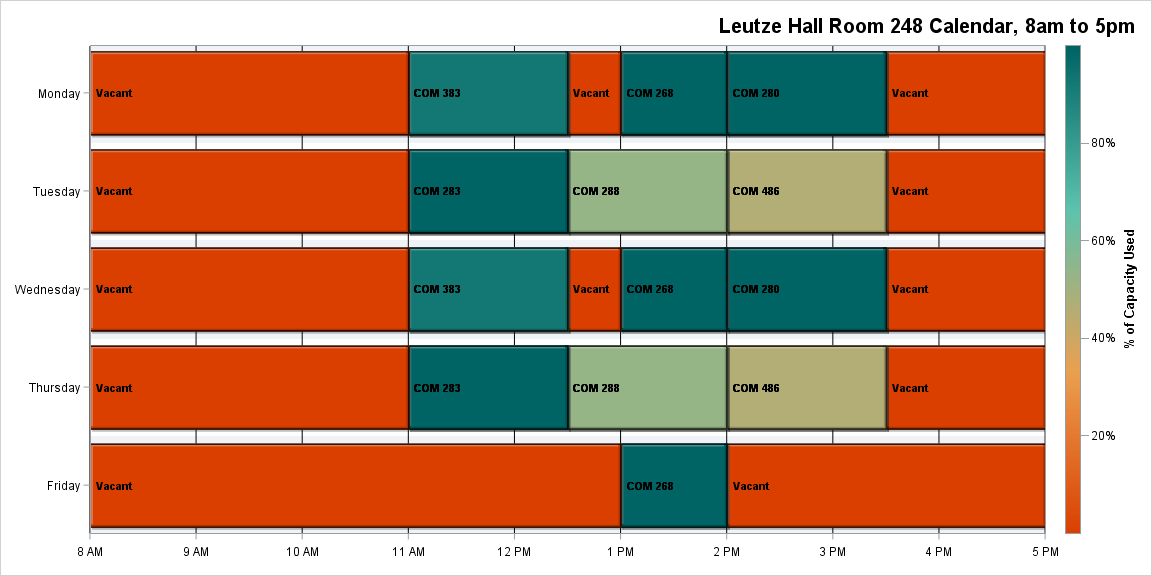 Leutze Hall Room 248 Calendar, 8am to 5pm
Monday
Vacant
COM 383
Vacant
COM 268
COM 280
Vacant
Tuesday
Vacant
COM 283
COM 288
COM 486
Vacant
Wednesday
Vacant
COM 383
Vacant
COM 268
COM 280
Vacant
Thursday
Vacant
COM 283
COM 288
COM 486
Vacant
Friday
Vacant
COM 268
Vacant
8 AM
9 AM
10 AM
11 AM
12 PM
1 PM
2 PM
3 PM
4 PM
5 PM
80%
60%
40%
20%
% of Capacity Used